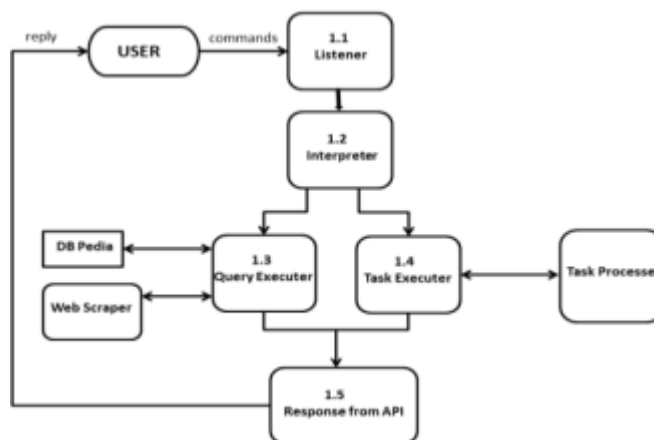 reply
USER
commands
1.1
Listener
1.2
Interpreter
DB Pedia
1.3
Query Executer
1.4
Task Executer
Task Processe
Web Scraper
1.5
Response from API